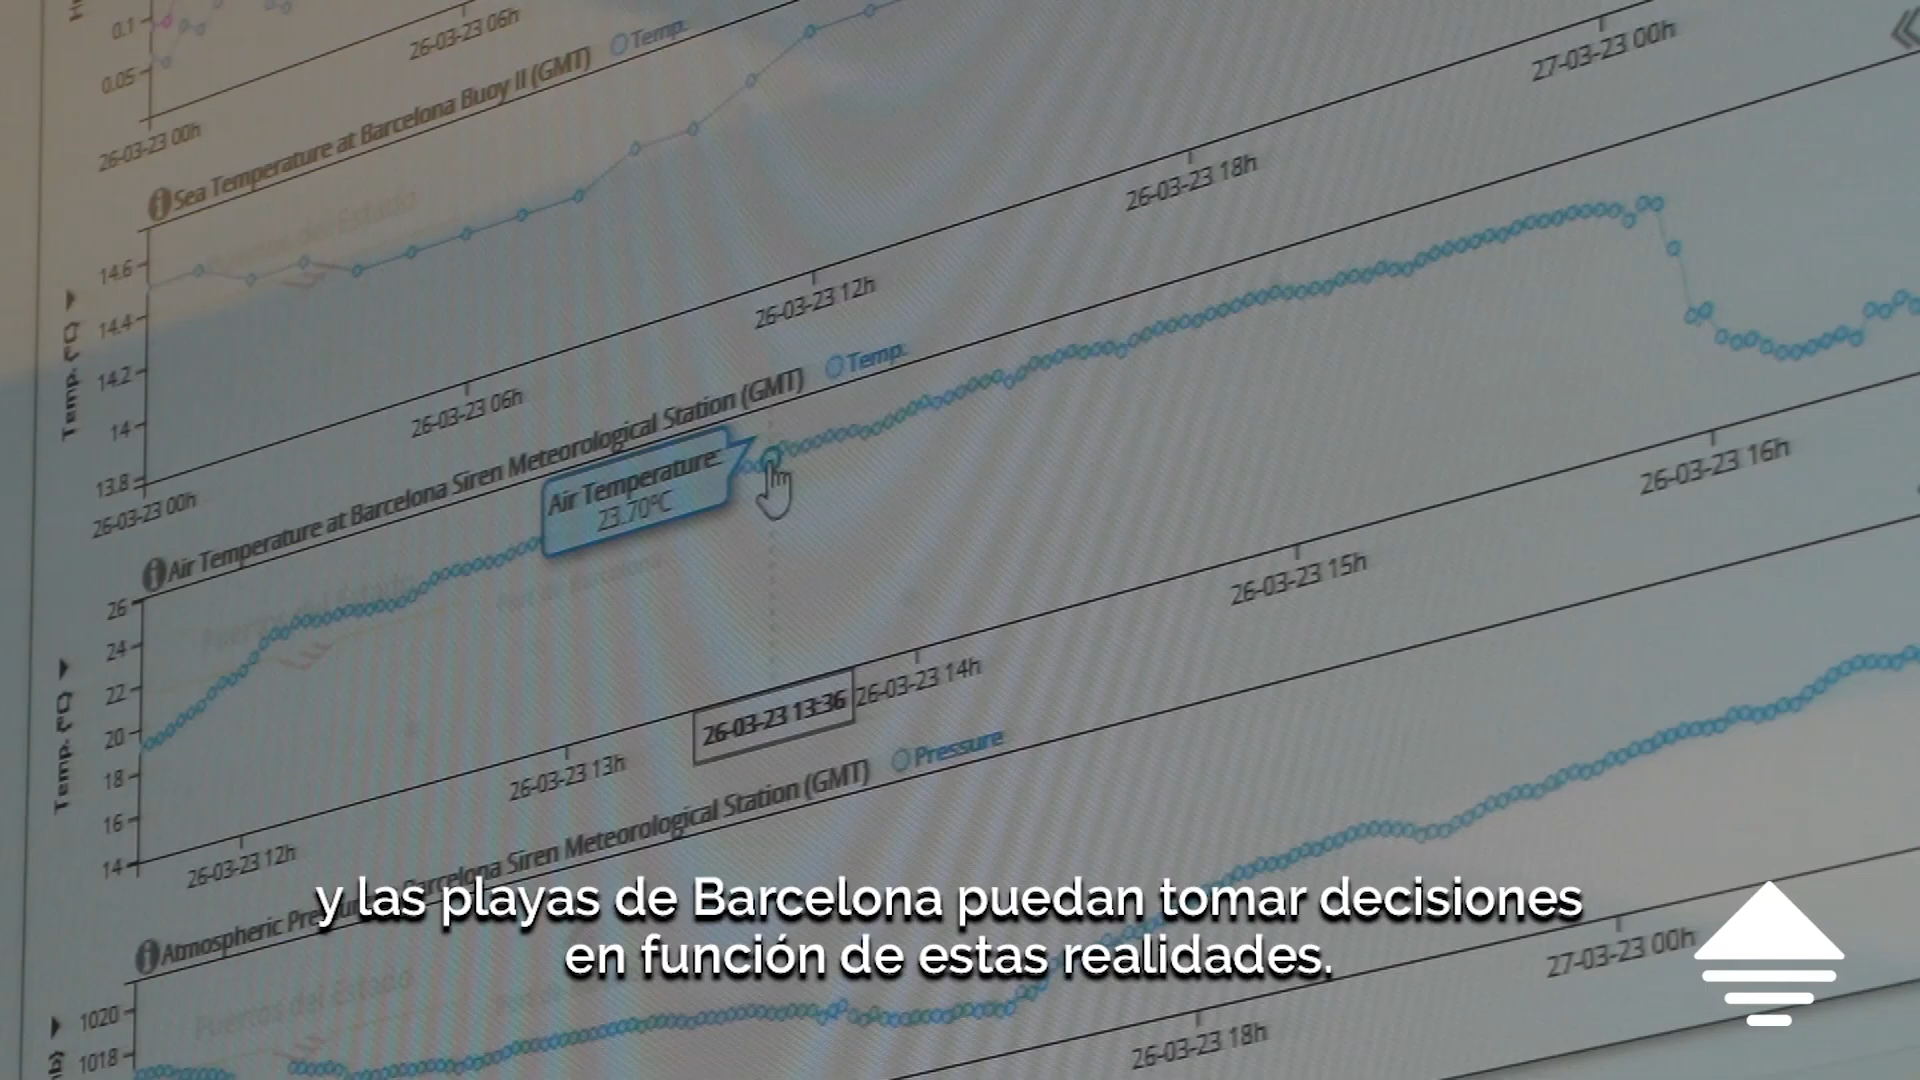 0.1
0.05
26-03-23 00h
26-03-23 06h
27-03-23 00h
Sea Temperature at Barcelona Buoy II (GMT) Temp.
Temp. (°C)
14.6
14.4
14.2
14
13.8
26-03-23 00h
26-03-23 06h
26-03-23 12h
26-03-23 18h
Air Temperature at Barcelona Siren Meteorological Station (GMT) Temp.
Air Temperature:
23.70°C
Temp. (°C)
26
24
22
20
18
16
14
26-03-23 12h
26-03-23 13h
26-03-23 13:36
26-03-23 14h
26-03-23 15h
26-03-23 16h
Atmospheric Pressure Barcelona Siren Meteorological Station (GMT) Pressure
Puertos del Estado
1020
1018
26-03-23 18h
27-03-23 00h
y las playas de Barcelona puedan tomar decisiones
en función de estas realidades.